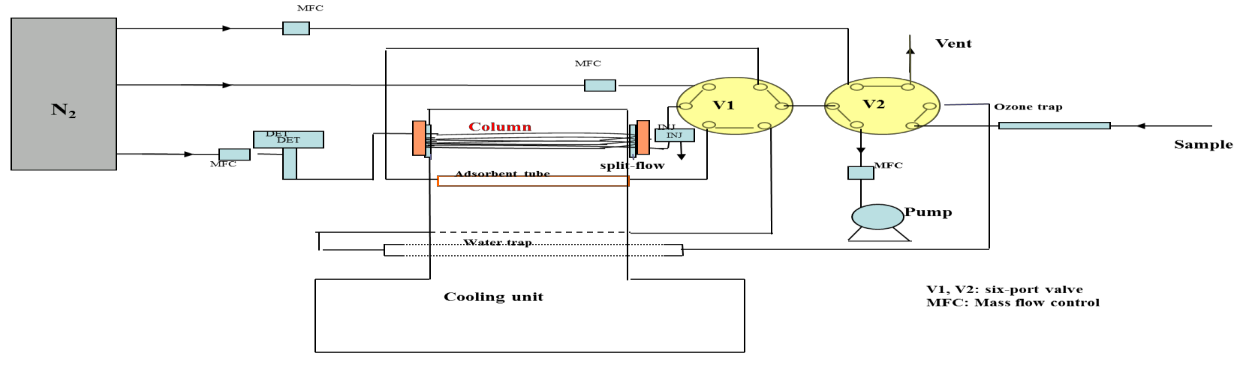 MFC
Vent
MFC
N2
V1
V2
Ozone trap
Column
INJ
INJ
DET
DET
Sample
MFC
split-flow
MFC
Adsorbent tube
Pump
Water trap
Cooling unit
V1, V2: six-port valve
MFC: Mass flow control